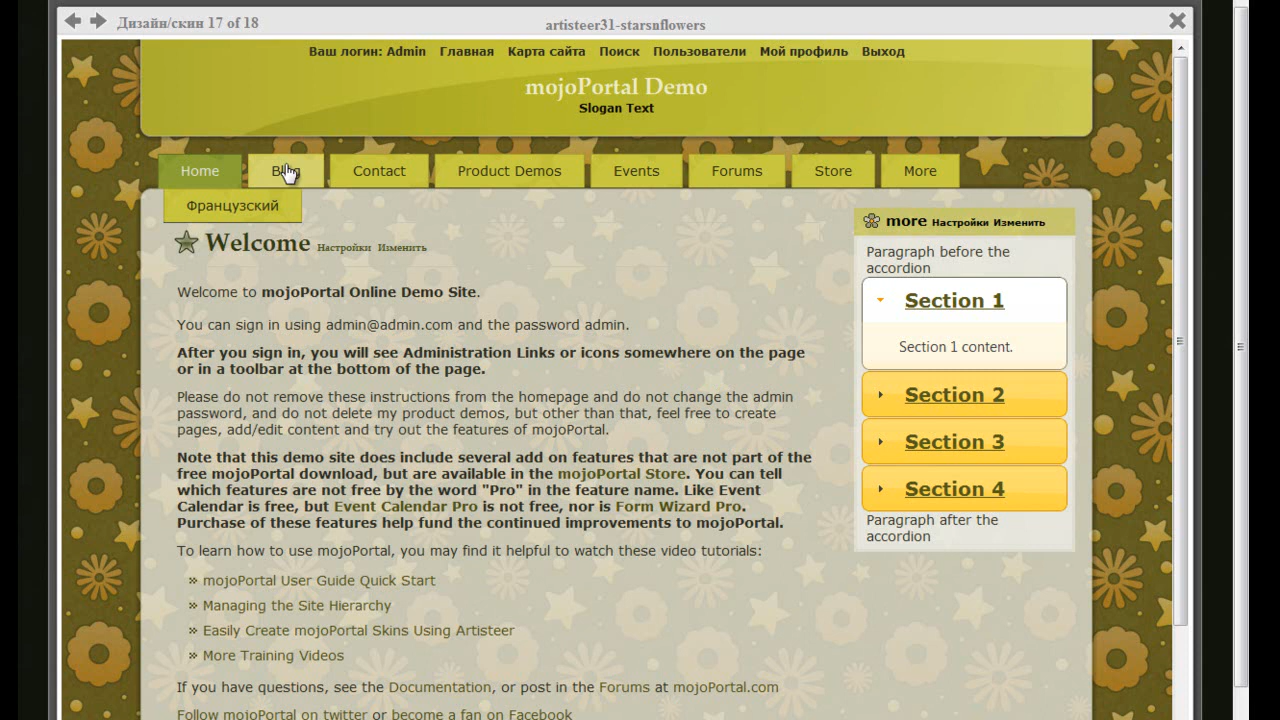 Дизайн/скин 17 of 18
artisteer31-starsnflowers
Ваш логин: Admin Главная Карта сайта Поиск Пользователи Мой профиль Выход
mojoPortal Demo
Slogan Text
Home Blog Contact Product Demos Events Forums Store More
Французский
Welcome Настройки Изменить
Welcome to mojoPortal Online Demo Site.
You can sign in using admin@admin.com and the password admin.
After you sign in, you will see Administration Links or icons somewhere on the page
or in a toolbar at the bottom of the page.
Please do not remove these instructions from the homepage and do not change the admin
password, and do not delete my product demos, but other than that, feel free to create
pages, add/edit content and try out the features of mojoPortal.
Note that this demo site does include several add on features that are not part of the
free mojoPortal download, but are available in the mojoPortal Store. You can tell
which features are not free by the word "Pro" in the feature name. Like Event
Calendar is free, but Event Calendar Pro is not free, nor is Form Wizard Pro.
Purchase of these features help fund the continued improvements to mojoPortal.
To learn how to use mojoPortal, you may find it helpful to watch these video tutorials:
» mojoPortal User Guide Quick Start
» Managing the Site Hierarchy
» Easily Create mojoPortal Skins Using Artisteer
» More Training Videos
If you have questions, see the Documentation, or post in the Forums at mojoPortal.com
Follow mojoPortal on twitter or become a fan on Facebook
more Настройки Изменить
Paragraph before the
accordion
Section 1
Section 1 content.
Section 2
Section 3
Section 4
Paragraph after the
accordion